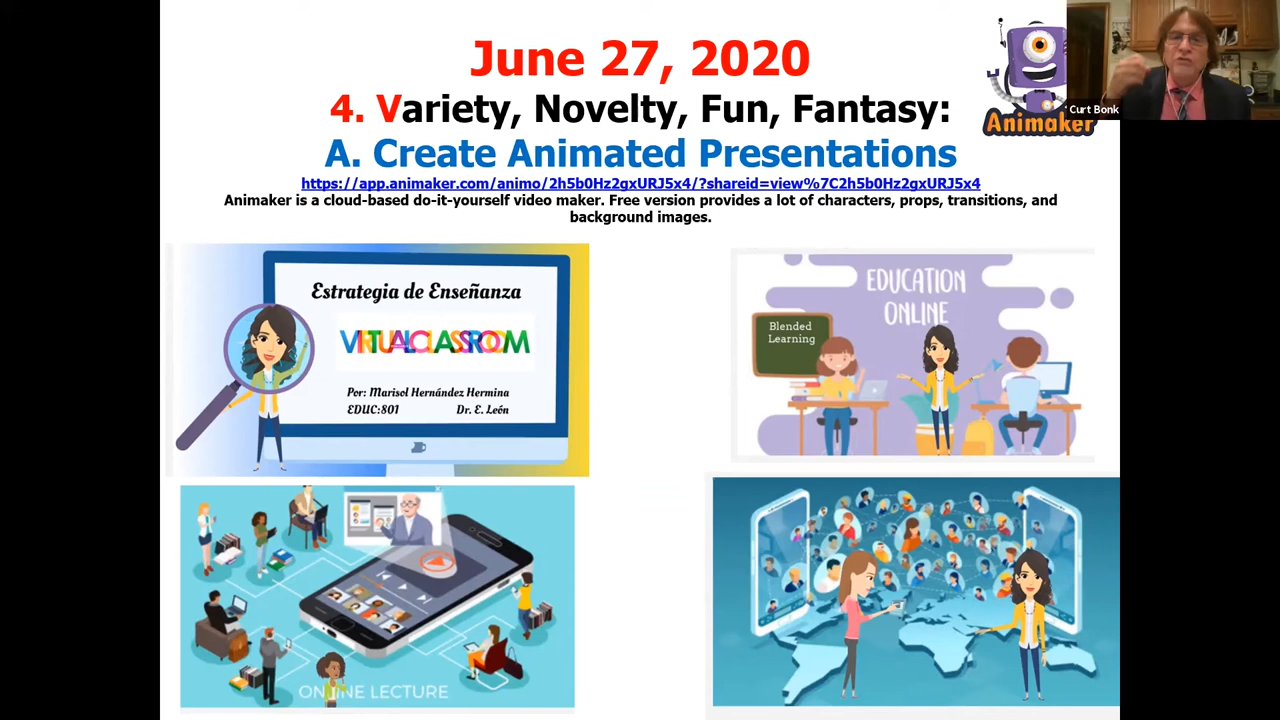 June 27, 2020
4. Variety, Novelty, Fun, Fantasy:
A. Create Animated Presentations
https://app.animaker.com/animo/2h5b0Hz2gxURJ5x4/?shareid=view%7C2h5b0Hz2gxURJ5x4
Animaker is a cloud-based do-it-yourself video maker. Free version provides a lot of characters, props, transitions, and
background images.
Animaker
Curt Bonk
Estrategia de Enseñanza
VIRTUALCLASSROOM
Por: Marisol Hernández Hermina
EDUC:801 Dr. E. León
EDUCATION
ONLINE
Blended
Learning
ONLINE LECTURE